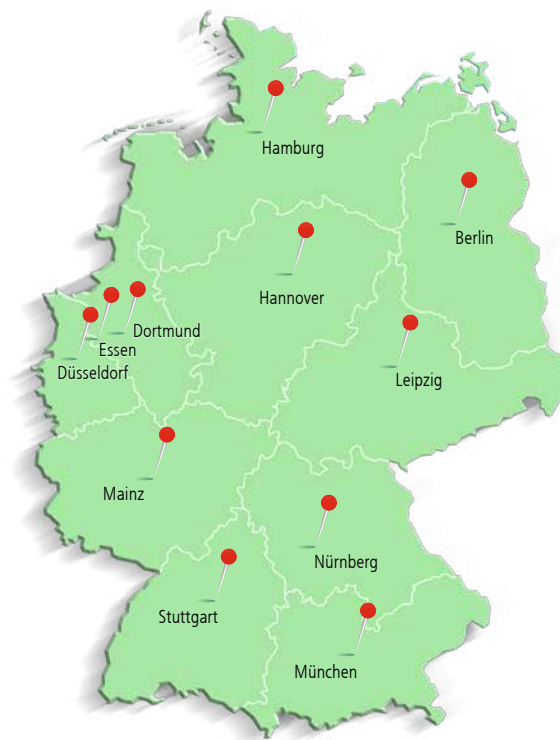 Hamburg
Berlin
Hannover
Dortmund
Essen
Düsseldorf
Leipzig
Mainz
Nürnberg
Stuttgart
München